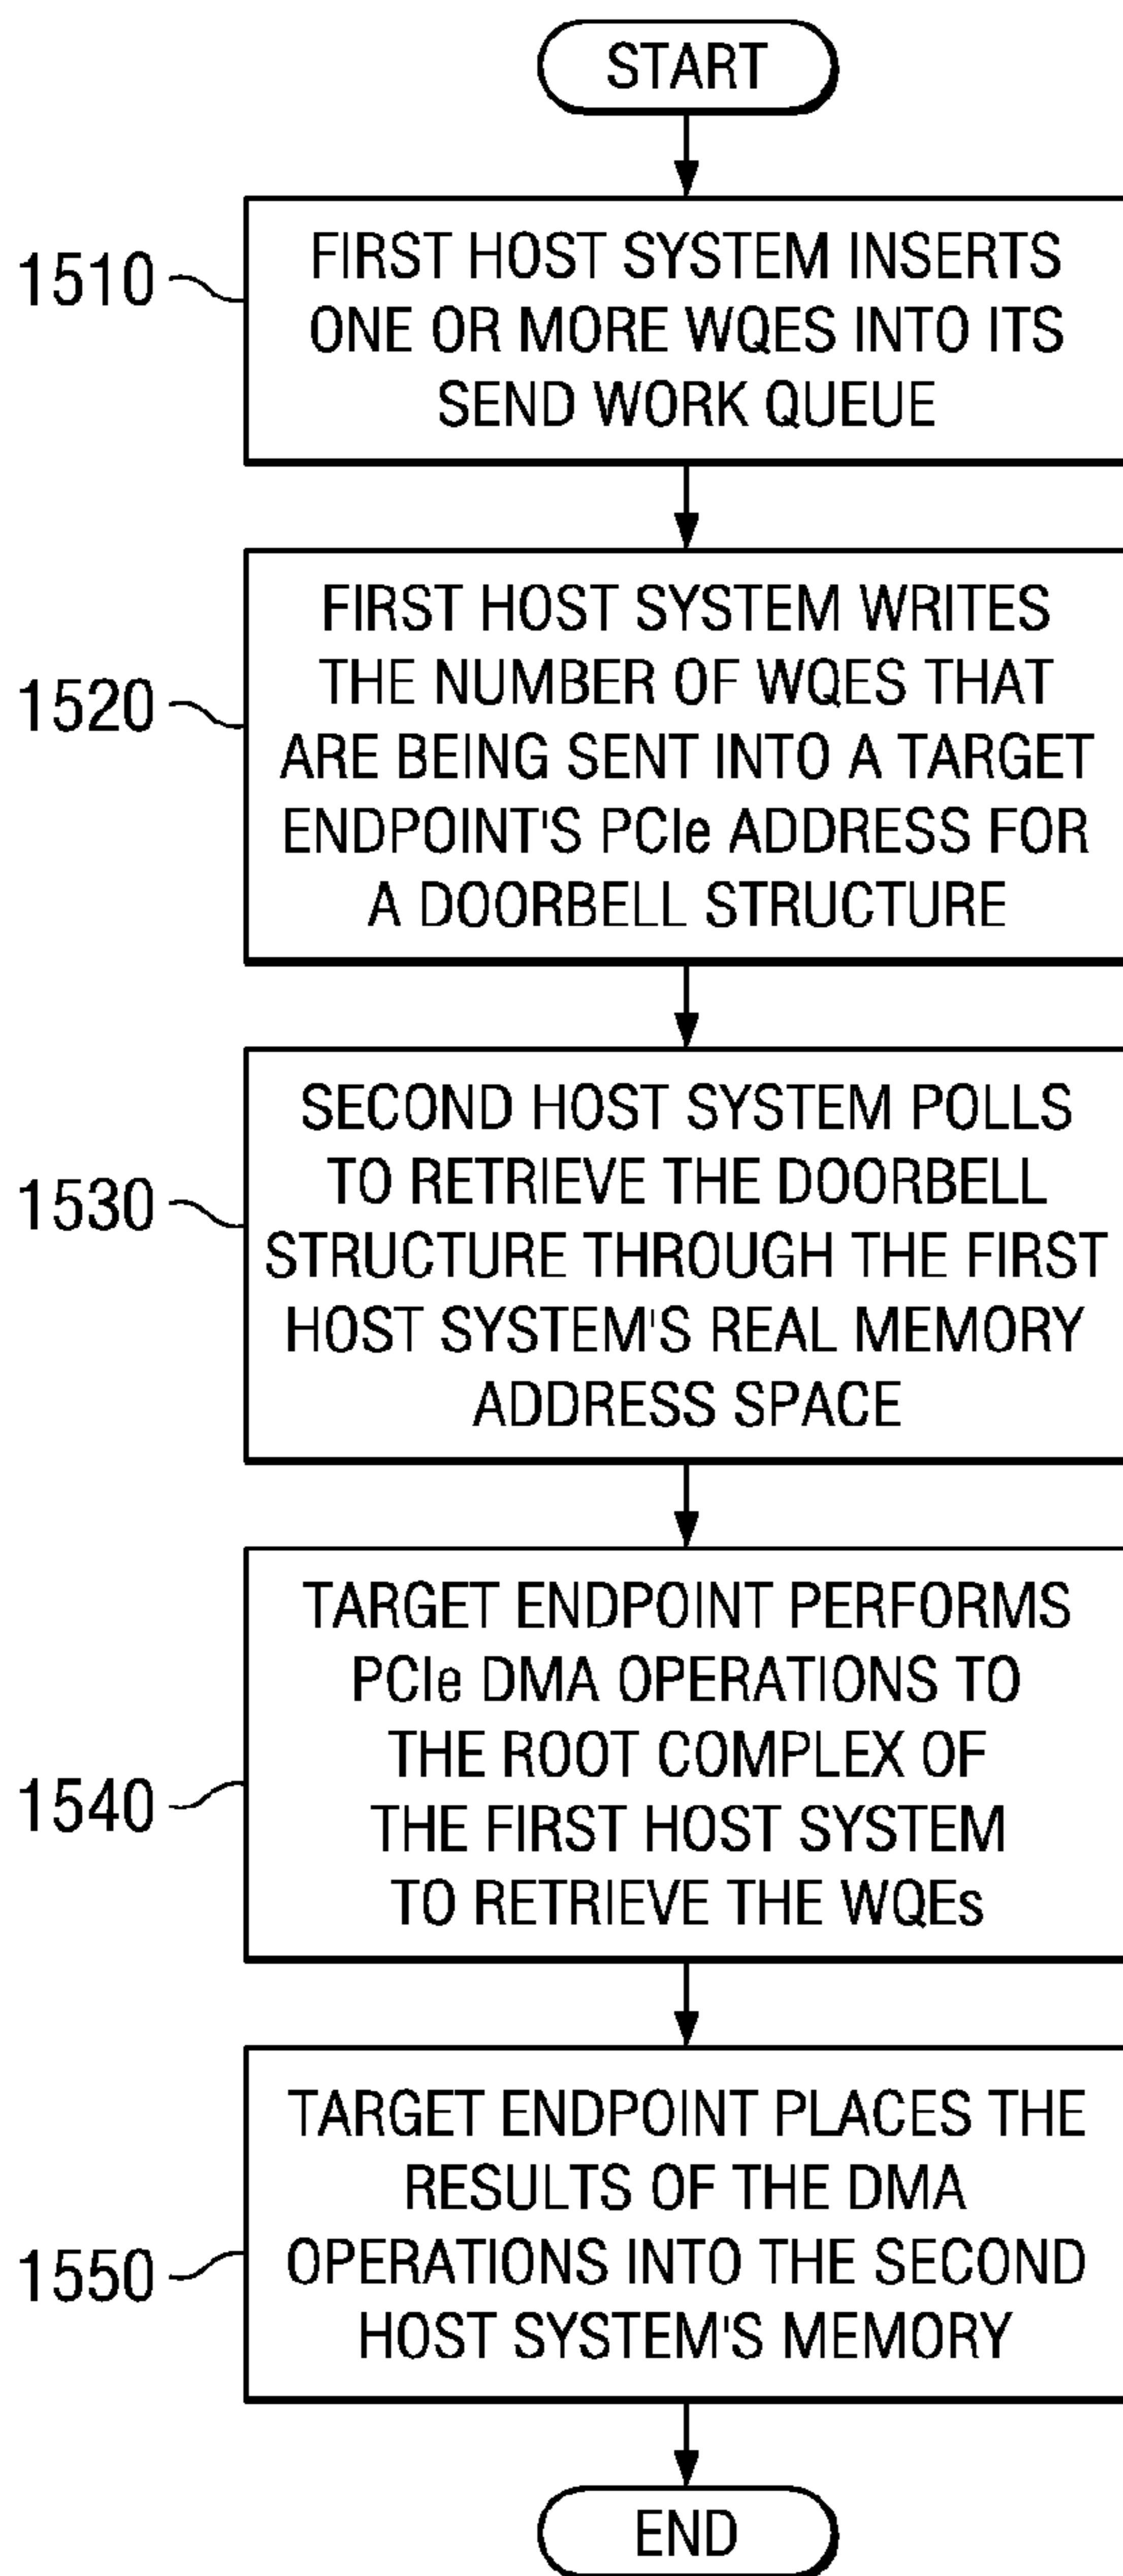 START
1510
FIRST HOST SYSTEM INSERTS
ONE OR MORE WQES INTO ITS
SEND WORK QUEUE
1520
FIRST HOST SYSTEM WRITES
THE NUMBER OF WQES THAT
ARE BEING SENT INTO A TARGET
ENDPOINT'S PCIe ADDRESS FOR
A DOORBELL STRUCTURE
1530
SECOND HOST SYSTEM POLLS
TO RETRIEVE THE DOORBELL
STRUCTURE THROUGH THE FIRST
HOST SYSTEM'S REAL MEMORY
ADDRESS SPACE
1540
TARGET ENDPOINT PERFORMS
PCIe DMA OPERATIONS TO
THE ROOT COMPLEX OF
THE FIRST HOST SYSTEM
TO RETRIEVE THE WQEs
1550
TARGET ENDPOINT PLACES THE
RESULTS OF THE DMA
OPERATIONS INTO THE SECOND
HOST SYSTEM'S MEMORY
END